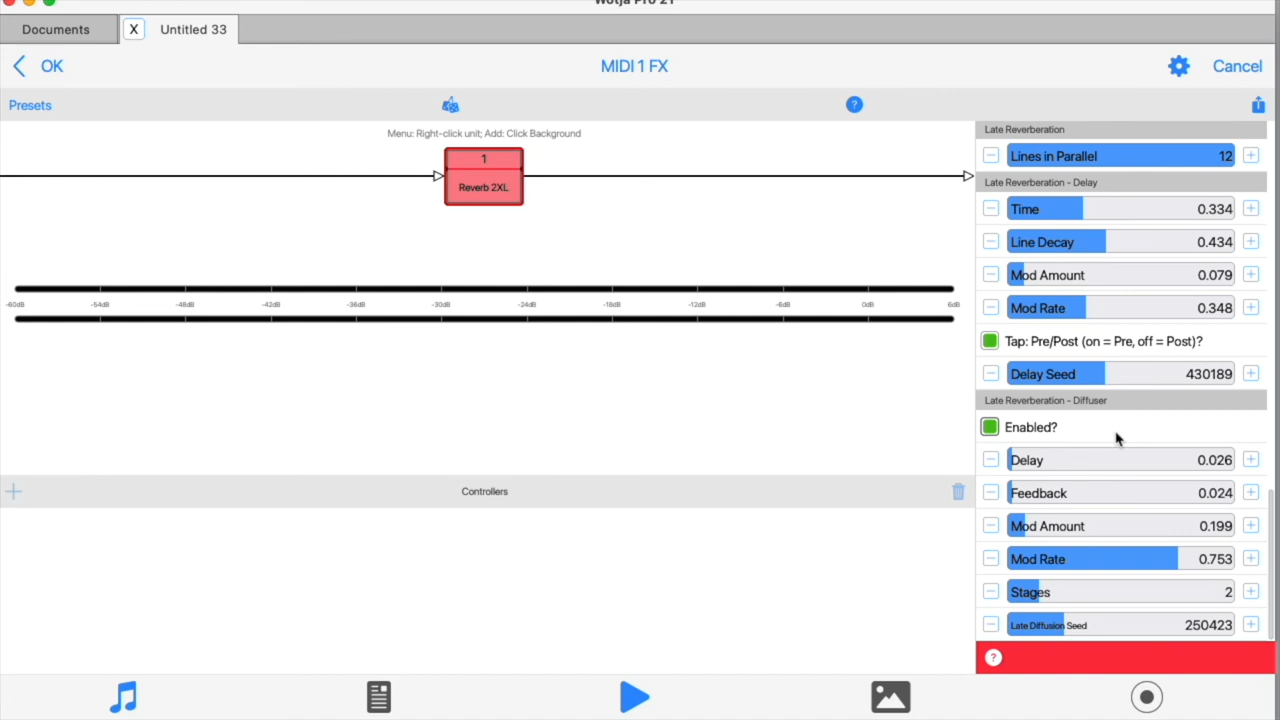 Wotja Pro 21
Documents
X Untitled 33
OK
MIDI 1 FX
Cancel
Presets
?
Menu: Right-click unit; Add: Click Background
1
Reverb 2XL
-60dB -54dB -48dB -42dB -36dB -30dB -24dB -18dB -12dB -6dB 0dB 6dB
Controllers
Late Reverberation
Lines in Parallel 12
Late Reverberation - Delay
Time 0.334
Line Decay 0.434
Mod Amount 0.079
Mod Rate 0.348
Tap: Pre/Post (on = Pre, off = Post)?
Delay Seed 430189
Late Reverberation - Diffuser
Enabled?
Delay 0.026
Feedback 0.024
Mod Amount 0.199
Mod Rate 0.753
Stages 2
Late Diffusion Seed 250423
?